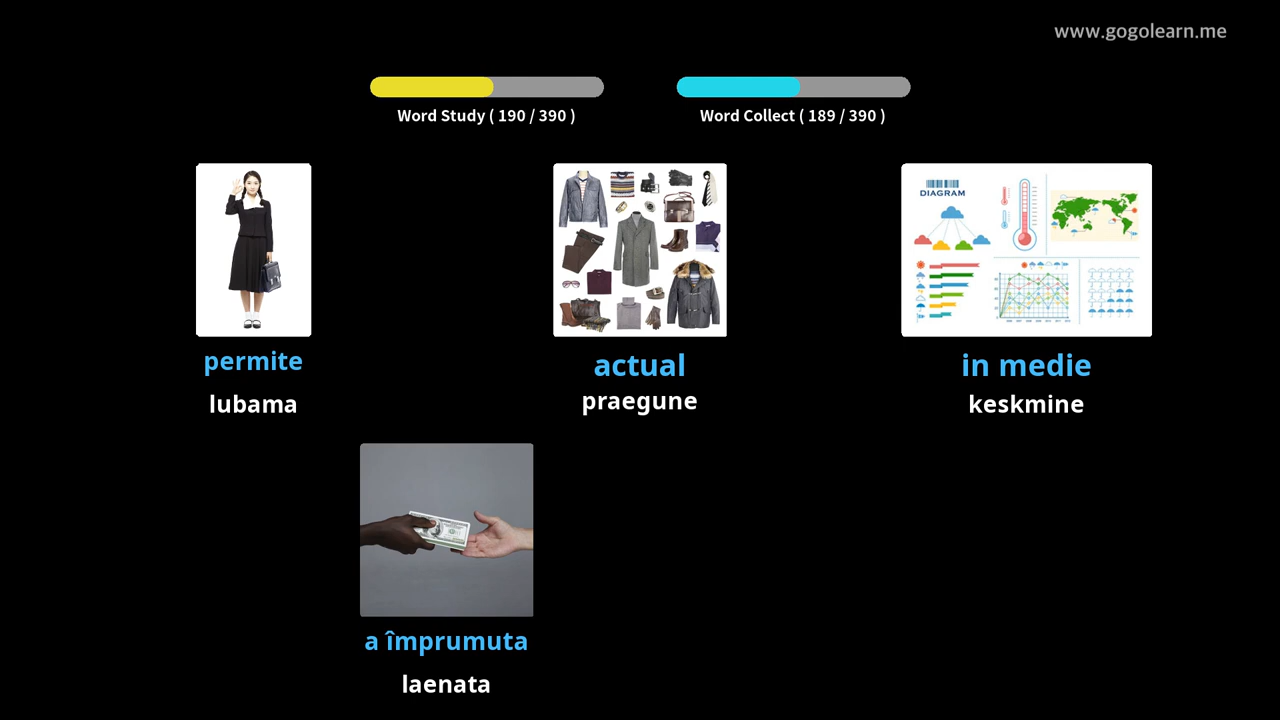 www.gogolearn.me
Word Study ( 190 / 390 )
Word Collect ( 189 / 390 )
DIAGRAM
permite
lubama
actual
praegune
in medie
keskmine
a împrumuta
laenata